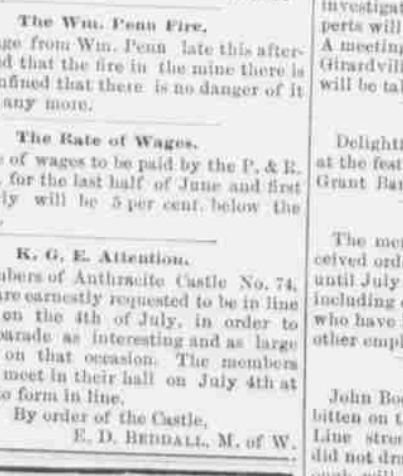 The Wm. Penn Fire.
ge from Wm. Penn late this after-
d that the fire in the mine there is
nfined that there is no danger of it
any more.
The Rate of Wages.
e of wages to be paid by the P. & R.
for the last half of June and first
ly will be 5 per cent. below the
K. G. E. Attention.
mbers of Anthracite Castle No. 74,
are earnestly requested to be in line
on the 4th of July, in order to
parade as interesting and as large
on that occasion. The members
meet in their hall on July 4th at
to form in line.
By order of the Castle,
E. D. BEDDALL, M. of W.
investigat
perts will
A meeting
Girardvill
will be tal
Delight
at the feat
Grant Ban
The mem
ceived orde
until July
including
who have
other empl
John Bo
bitten on t
Line stree
did not dra